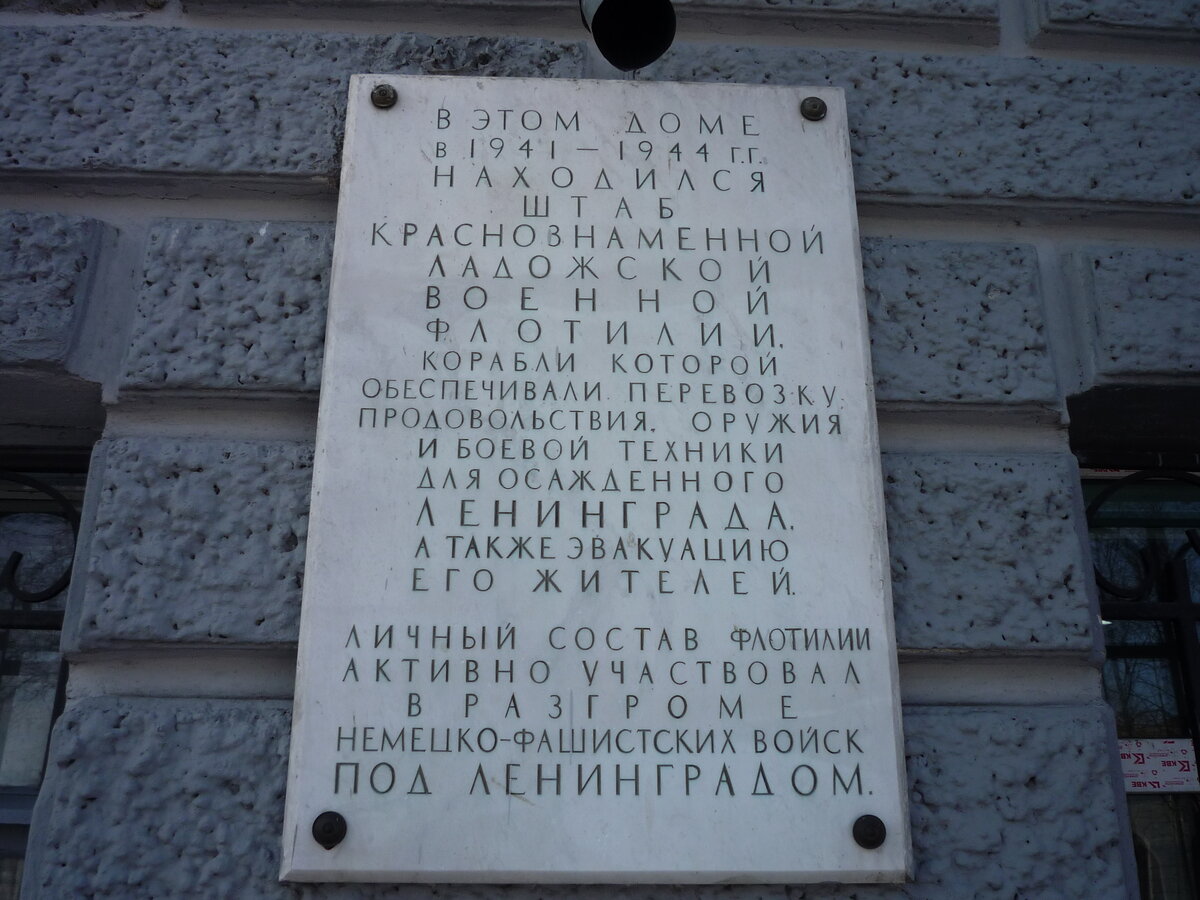 В ЭТОМ ДОМЕ
В 1941 — 1944 Г.Г.
НАХОДИЛСЯ
ШТАБ
КРАСНОЗНАМЕННОЙ
ЛАДОЖСКОЙ
ВОЕННОЙ
ФЛОТИЛИИ,
КОРАБЛИ КОТОРОЙ
ОБЕСПЕЧИВАЛИ ПЕРЕВОЗКУ
ПРОДОВОЛЬСТВИЯ, ОРУЖИЯ
И БОЕВОЙ ТЕХНИКИ
ДЛЯ ОСАЖДЕННОГО
ЛЕНИНГРАДА,
А ТАКЖЕ ЭВАКУАЦИЮ
ЕГО ЖИТЕЛЕЙ.
ЛИЧНЫЙ СОСТАВ ФЛОТИЛИИ
АКТИВНО УЧАСТВОВАЛ
В РАЗГРОМЕ
НЕМЕЦКО-ФАШИСТСКИХ ВОЙСК
ПОД ЛЕНИНГРАДОМ.
KBE